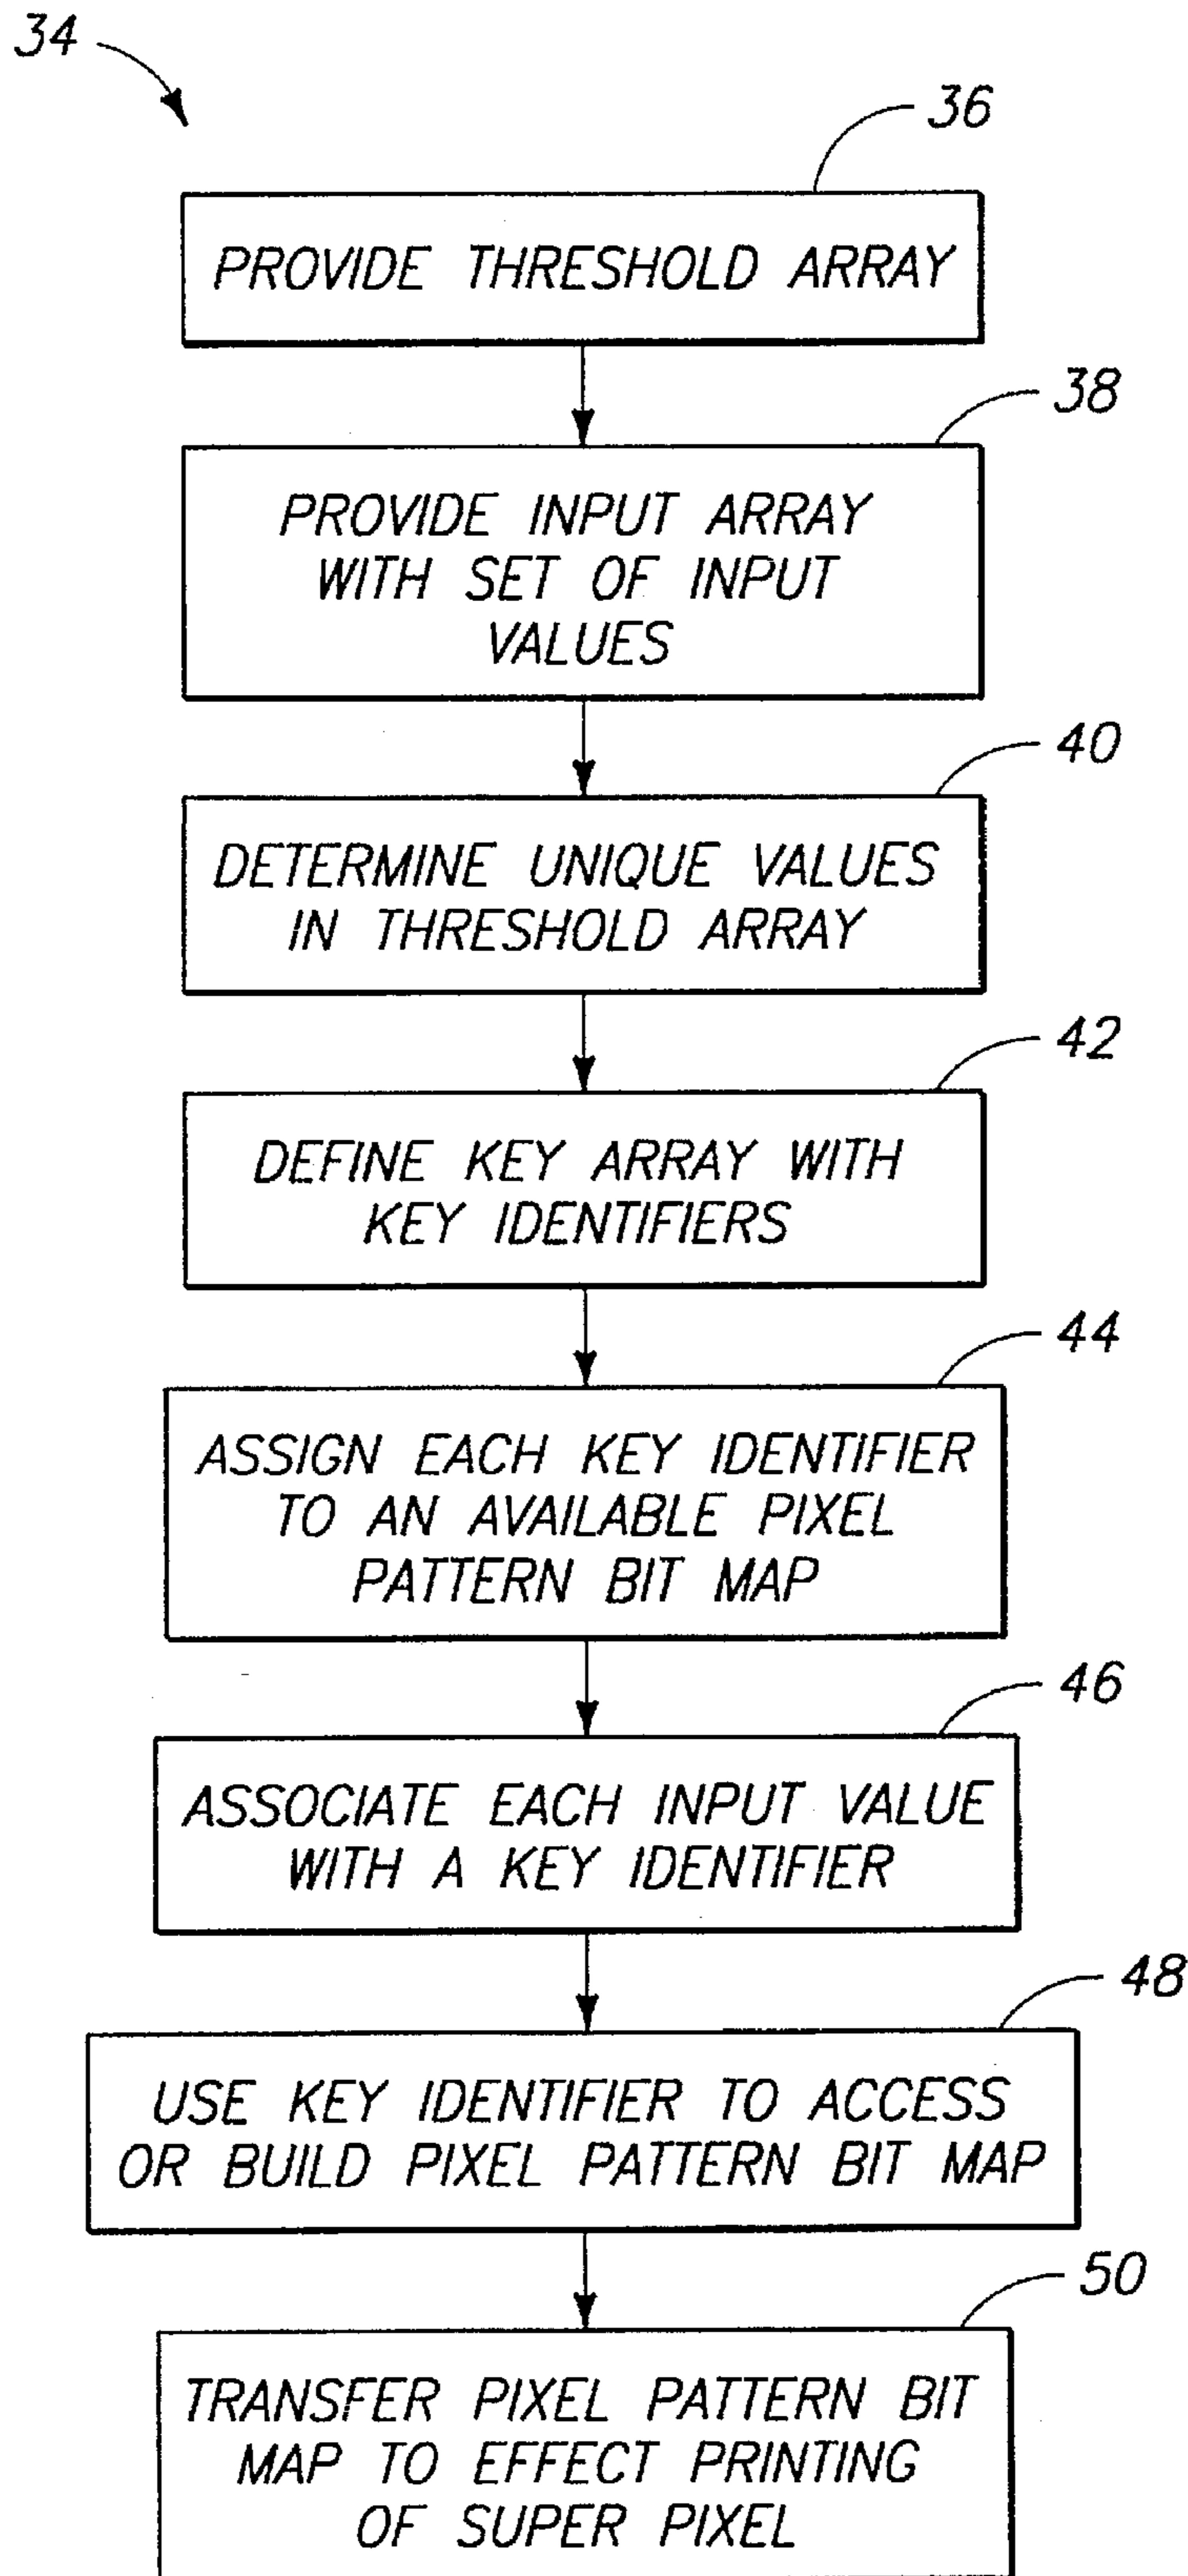 34
36
PROVIDE THRESHOLD ARRAY
38
PROVIDE INPUT ARRAY
WITH SET OF INPUT
VALUES
40
DETERMINE UNIQUE VALUES
IN THRESHOLD ARRAY
42
DEFINE KEY ARRAY WITH
KEY IDENTIFIERS
44
ASSIGN EACH KEY IDENTIFIER
TO AN AVAILABLE PIXEL
PATTERN BIT MAP
46
ASSOCIATE EACH INPUT VALUE
WITH A KEY IDENTIFIER
48
USE KEY IDENTIFIER TO ACCESS
OR BUILD PIXEL PATTERN BIT MAP
50
TRANSFER PIXEL PATTERN BIT
MAP TO EFFECT PRINTING
OF SUPER PIXEL